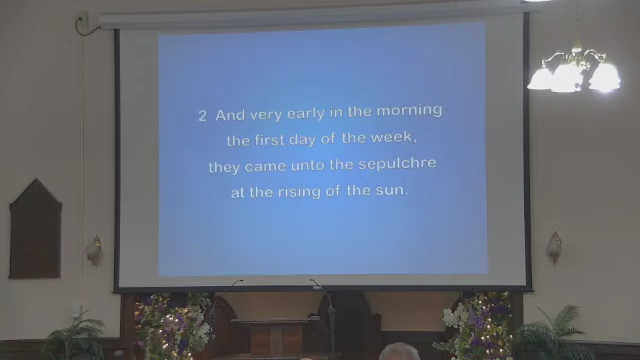 2 And very early in the morning
the first day of the week,
they came unto the sepulchre
at the rising of the sun.